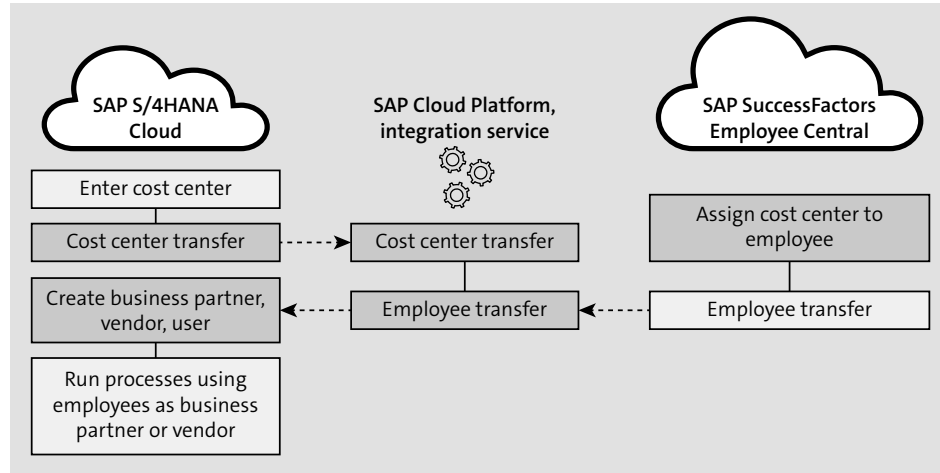 SAP S/4HANA
Cloud
SAP Cloud Platform,
integration service
SAP SuccessFactors
Employee Central
Enter cost center
Cost center transfer
Cost center transfer
Assign cost center to
employee
Create business partner,
vendor, user
Employee transfer
Employee transfer
Run processes using
employees as business
partner or vendor